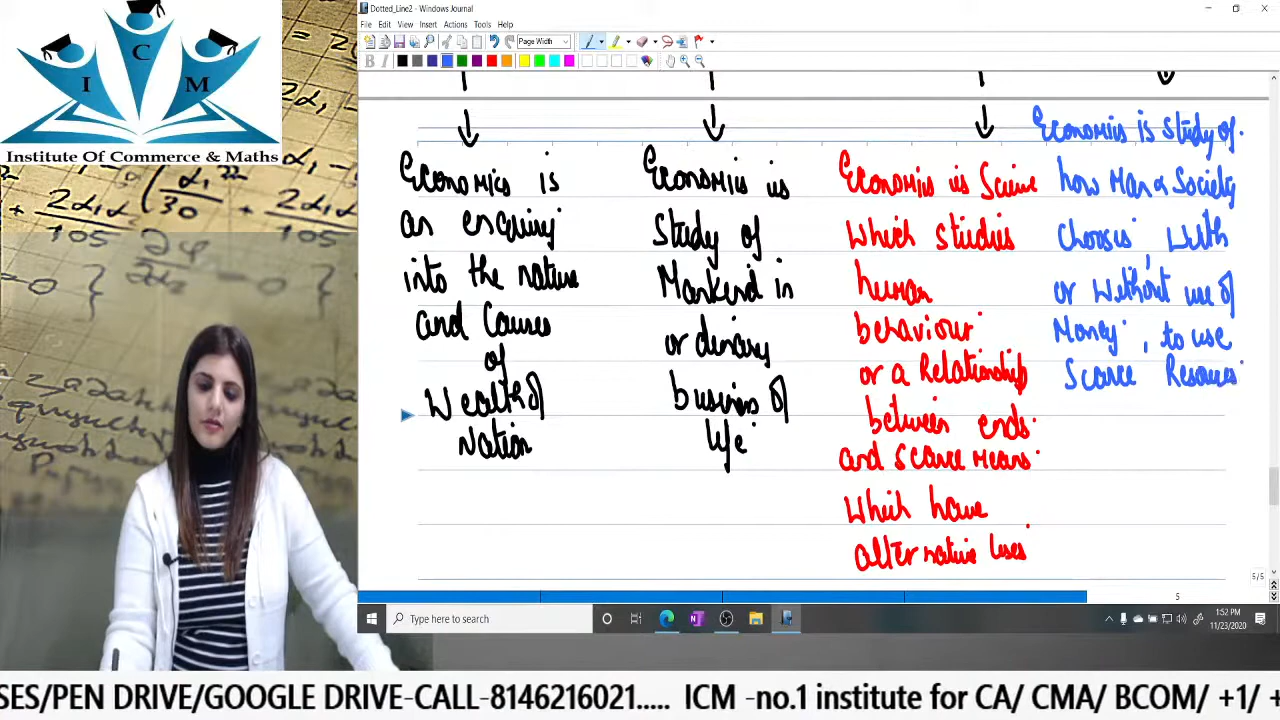 I C M
Institute Of Commerce & Maths
Dotted_Line2 - Windows Journal
File Edit View Insert Actions Tools Help
Page Width
B I
Economics is
an enquiry
into the nature
and Causes
of
Wealth of
Nation
Economics is
Study of
Mankind in
ordinary
business of
life
Economics is Science
Which studies
human
behaviour
or a Relationship
between ends
and scarce Means
Which have
alternative Uses
Economics is Study of
how Man & Society
chooses, With
or Without use of
Money, to use
Scarce Resources
5/5
5
Type here to search
1:52 PM
11/23/2020
SES/PEN DRIVE/GOOGLE DRIVE-CALL-8146216021..... ICM -no.1 institute for CA/ CMA/ BCOM/ +1/ +